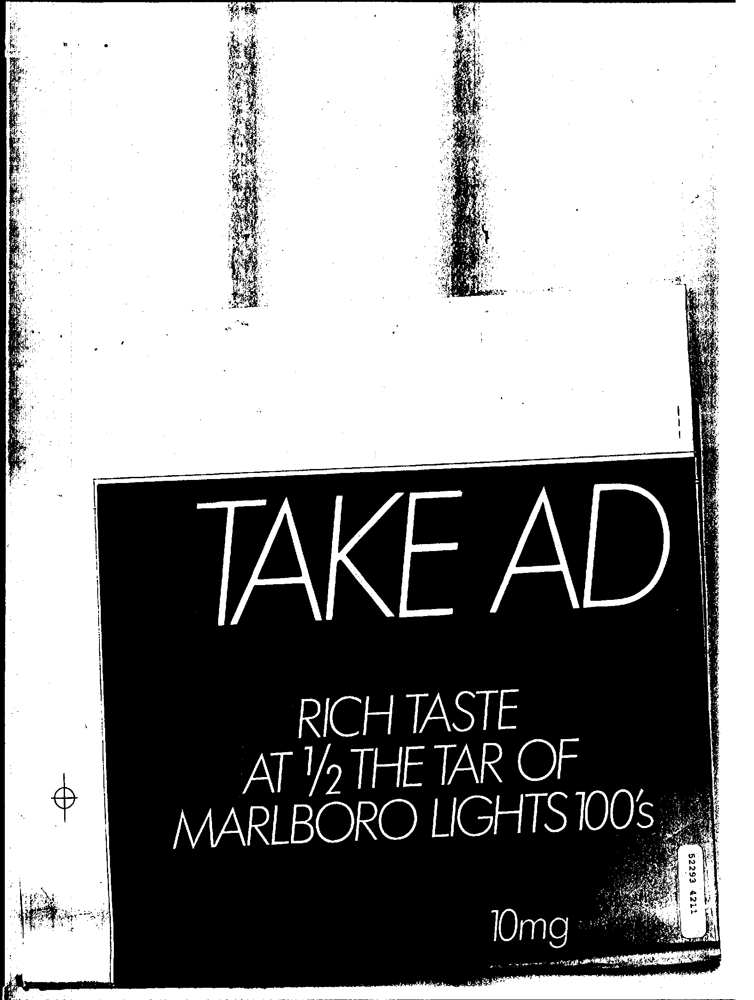 TAKE AD
RICH TASTE
AT ½ THE TAR OF
MARLBORO LIGHTS 100's
10mg
52293 4211